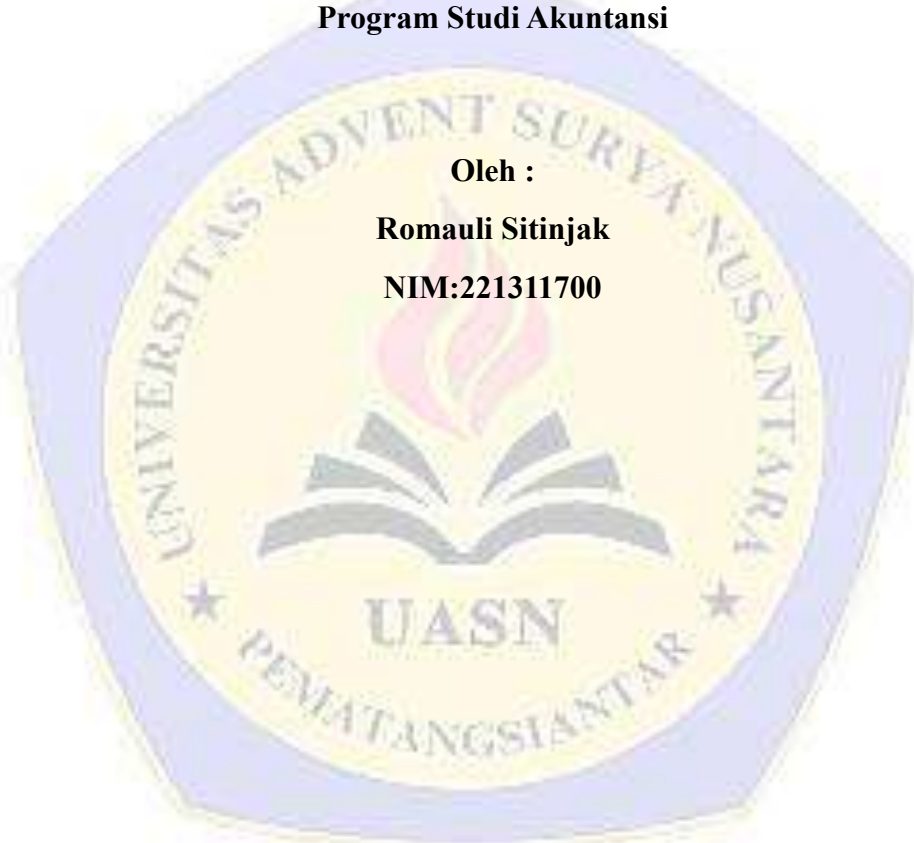 Program Studi Akuntansi
UNIVERSITAS ADVENT SURYA NUSANTARA
Oleh :
Romauli Sitinjak
NIM:221311700
UASN
PEMATANGSIANTAR